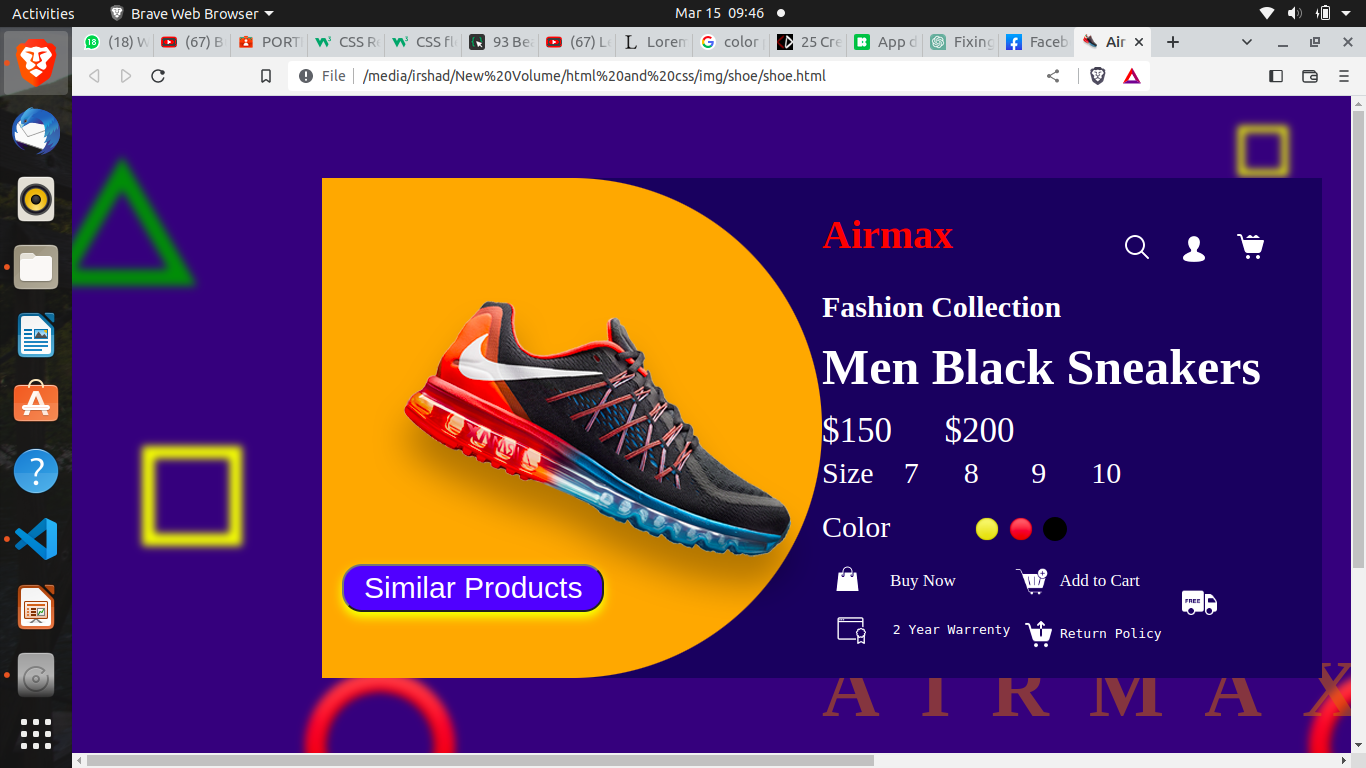 Activities Brave Web Browser Mar 15 09:46
(18) W (67) B PORT CSS R CSS fl 93 Bea (67) L Lorem color 25 Cre App d Fixing Faceb Air
File /media/irshad/New%20Volume/html%20and%20css/img/shoe/shoe.html
Airmax
Fashion Collection
Men Black Sneakers
$150 $200
Size 7 8 9 10
Color
Similar Products
Buy Now Add to Cart
FREE
2 Year Warrenty Return Policy
A I R M A X